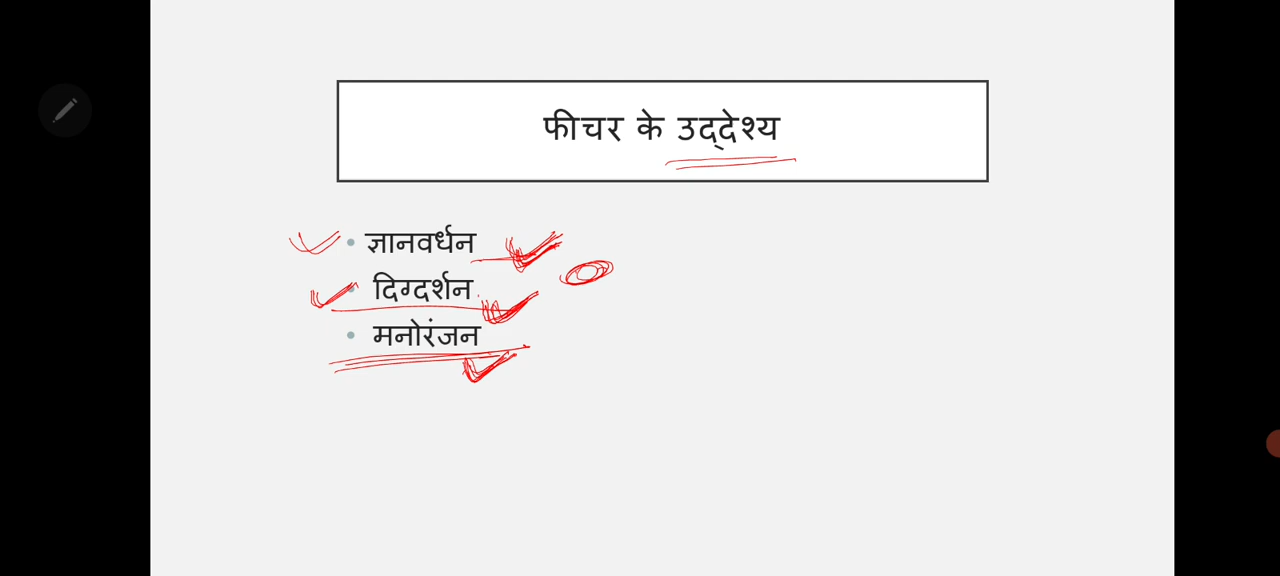 फीचर के उद्देश्य
• ज्ञानवर्धन
• दिग्दर्शन
• मनोरंजन